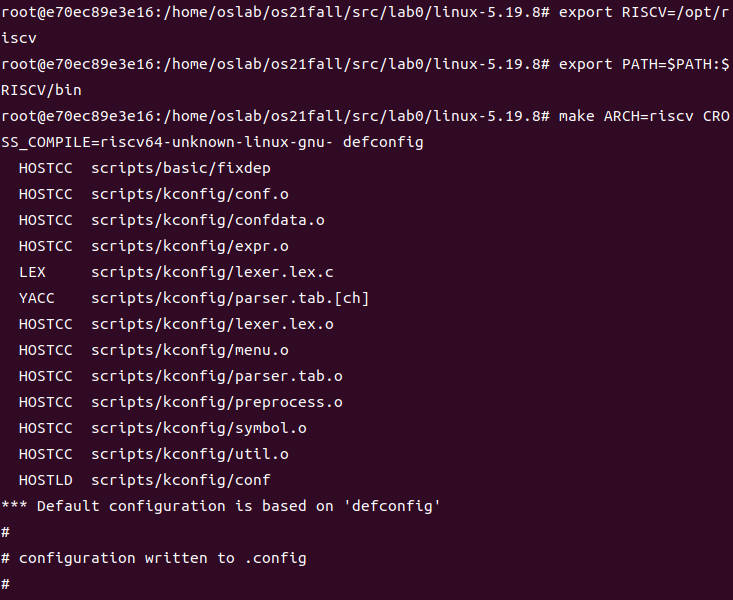 root@e70ec89e3e16:/home/oslab/os21fall/src/lab0/linux-5.19.8# export RISCV=/opt/r
iscv
root@e70ec89e3e16:/home/oslab/os21fall/src/lab0/linux-5.19.8# export PATH=$PATH:$
RISCV/bin
root@e70ec89e3e16:/home/oslab/os21fall/src/lab0/linux-5.19.8# make ARCH=riscv CRO
SS_COMPILE=riscv64-unknown-linux-gnu- defconfig
  HOSTCC  scripts/basic/fixdep
  HOSTCC  scripts/kconfig/conf.o
  HOSTCC  scripts/kconfig/confdata.o
  HOSTCC  scripts/kconfig/expr.o
  LEX     scripts/kconfig/lexer.lex.c
  YACC    scripts/kconfig/parser.tab.[ch]
  HOSTCC  scripts/kconfig/lexer.lex.o
  HOSTCC  scripts/kconfig/menu.o
  HOSTCC  scripts/kconfig/parser.tab.o
  HOSTCC  scripts/kconfig/preprocess.o
  HOSTCC  scripts/kconfig/symbol.o
  HOSTCC  scripts/kconfig/util.o
  HOSTLD  scripts/kconfig/conf
*** Default configuration is based on 'defconfig'
#
# configuration written to .config
#